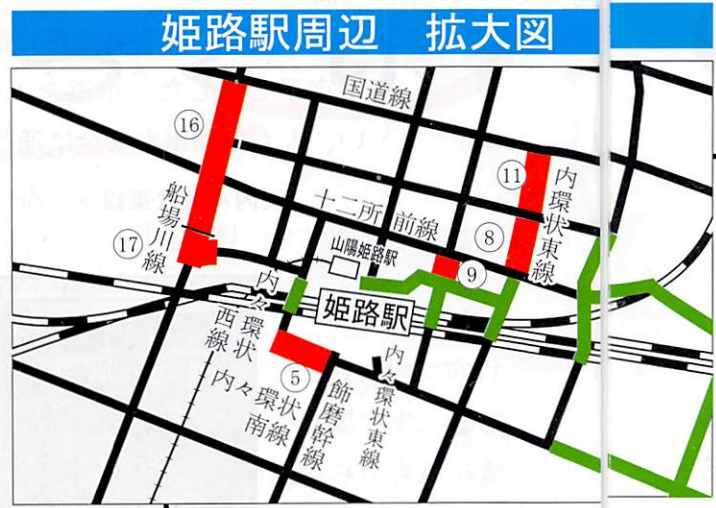 姫路駅周辺 拡大図
国道線
⑯
⑪
内環状東線
十二所前線
船場川線
⑧
⑰
山陽姫路駅
⑨
内々環状西線
姫路駅
⑤
内々環状南線
飾磨幹線
内々環状東線